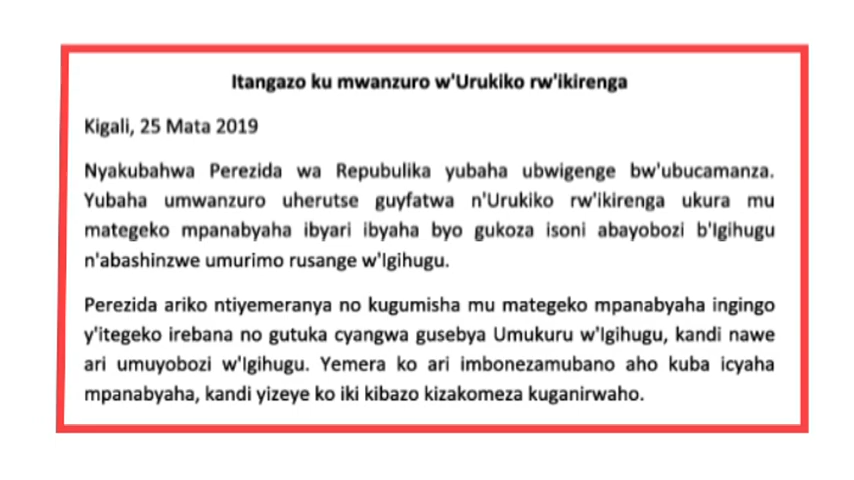 Itangazo ku mwanzuro w'Urukiko rw'ikirenga
Kigali, 25 Mata 2019
Nyakubahwa Perezida wa Repubulika yubaha ubwigenge bw'ubucamanza.
Yubaha umwanzuro uherutse guyfatwa n'Urukiko rw'ikirenga ukura mu
mategeko mpanabyaha ibyari ibyaha byo gukoza isoni abayobozi b'Igihugu
n'abashinzwe umurimo rusange w'Igihugu.
Perezida ariko ntiyemeranya no kugumisha mu mategeko mpanabyaha ingingo
y'itegeko irebana no gutuka cyangwa gusebya Umukuru w'Igihugu, kandi nawe
ari umuyobozi w'Igihugu. Yemera ko ari imbonezamubano aho kuba icyaha
mpanabyaha, kandi yizeye ko iki kibazo kizakomeza kuganirwaho.